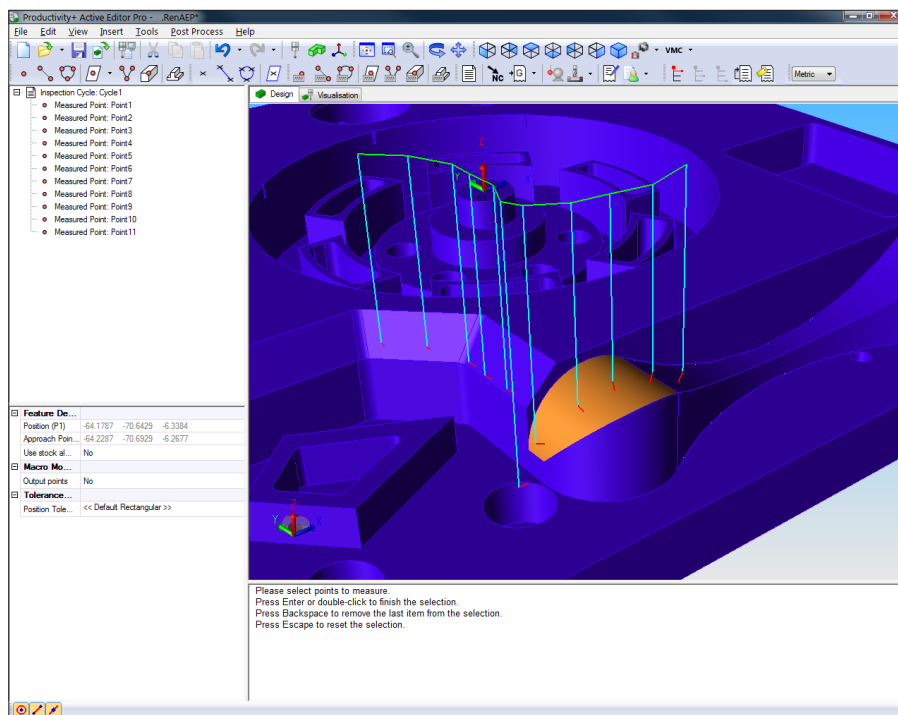 Productivity+ Active Editor Pro - .RenAEP*
File Edit View Insert Tools Post Process Help
VMC
NC G Metric
Inspection Cycle: Cycle1
Measured Point: Point1
Measured Point: Point2
Measured Point: Point3
Measured Point: Point4
Measured Point: Point5
Measured Point: Point6
Measured Point: Point7
Measured Point: Point8
Measured Point: Point9
Measured Point: Point10
Measured Point: Point11
Design Visualisation
Z
Y X
Z
Y X
Feature De...
Position (P1) -64.1787 -70.6429 -6.3384
Approach Poin... -64.2287 -70.6929 -6.2677
Use stock al... No
Macro Mo...
Output points No
Tolerance...
Position Tole... << Default Rectangular >>
Please select points to measure.
Press Enter or double-click to finish the selection.
Press Backspace to remove the last item from the selection.
Press Escape to reset the selection.